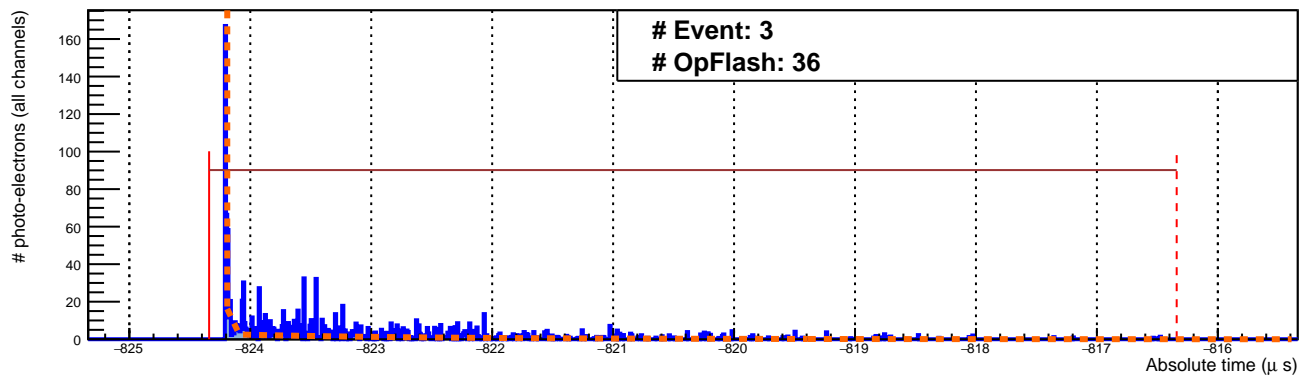 # Event: 3
# OpFlash: 36
# photo-electrons (all channels)
160
140
120
100
80
60
40
20
0
−825 −824 −823 −822 −821 −820 −819 −818 −817 −816
Absolute time (μ s)